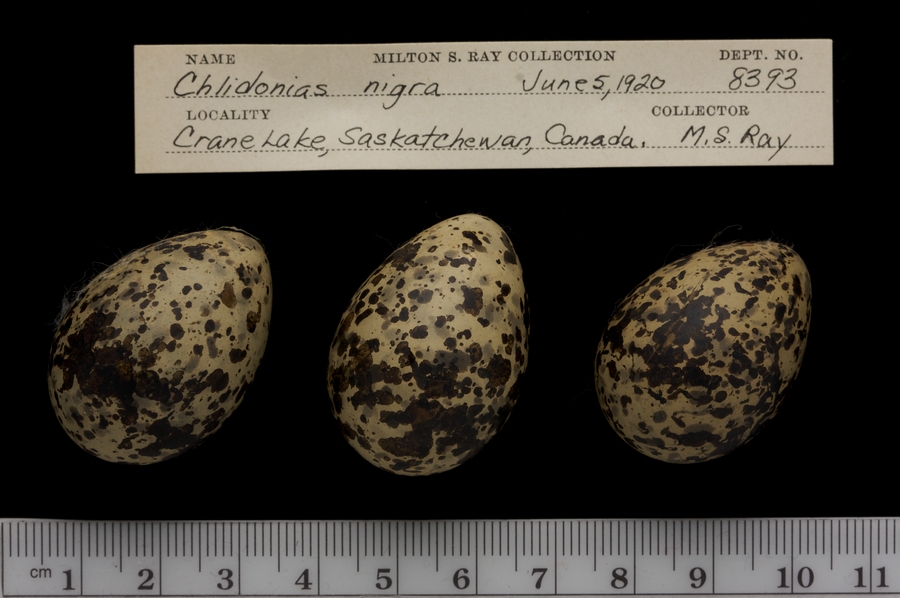 NAME MILTON S. RAY COLLECTION DEPT. NO.
Chlidonias nigra June 5, 1920 8393
LOCALITY COLLECTOR
Crane Lake, Saskatchewan, Canada. M.S. Ray
cm 1 2 3 4 5 6 7 8 9 10 11